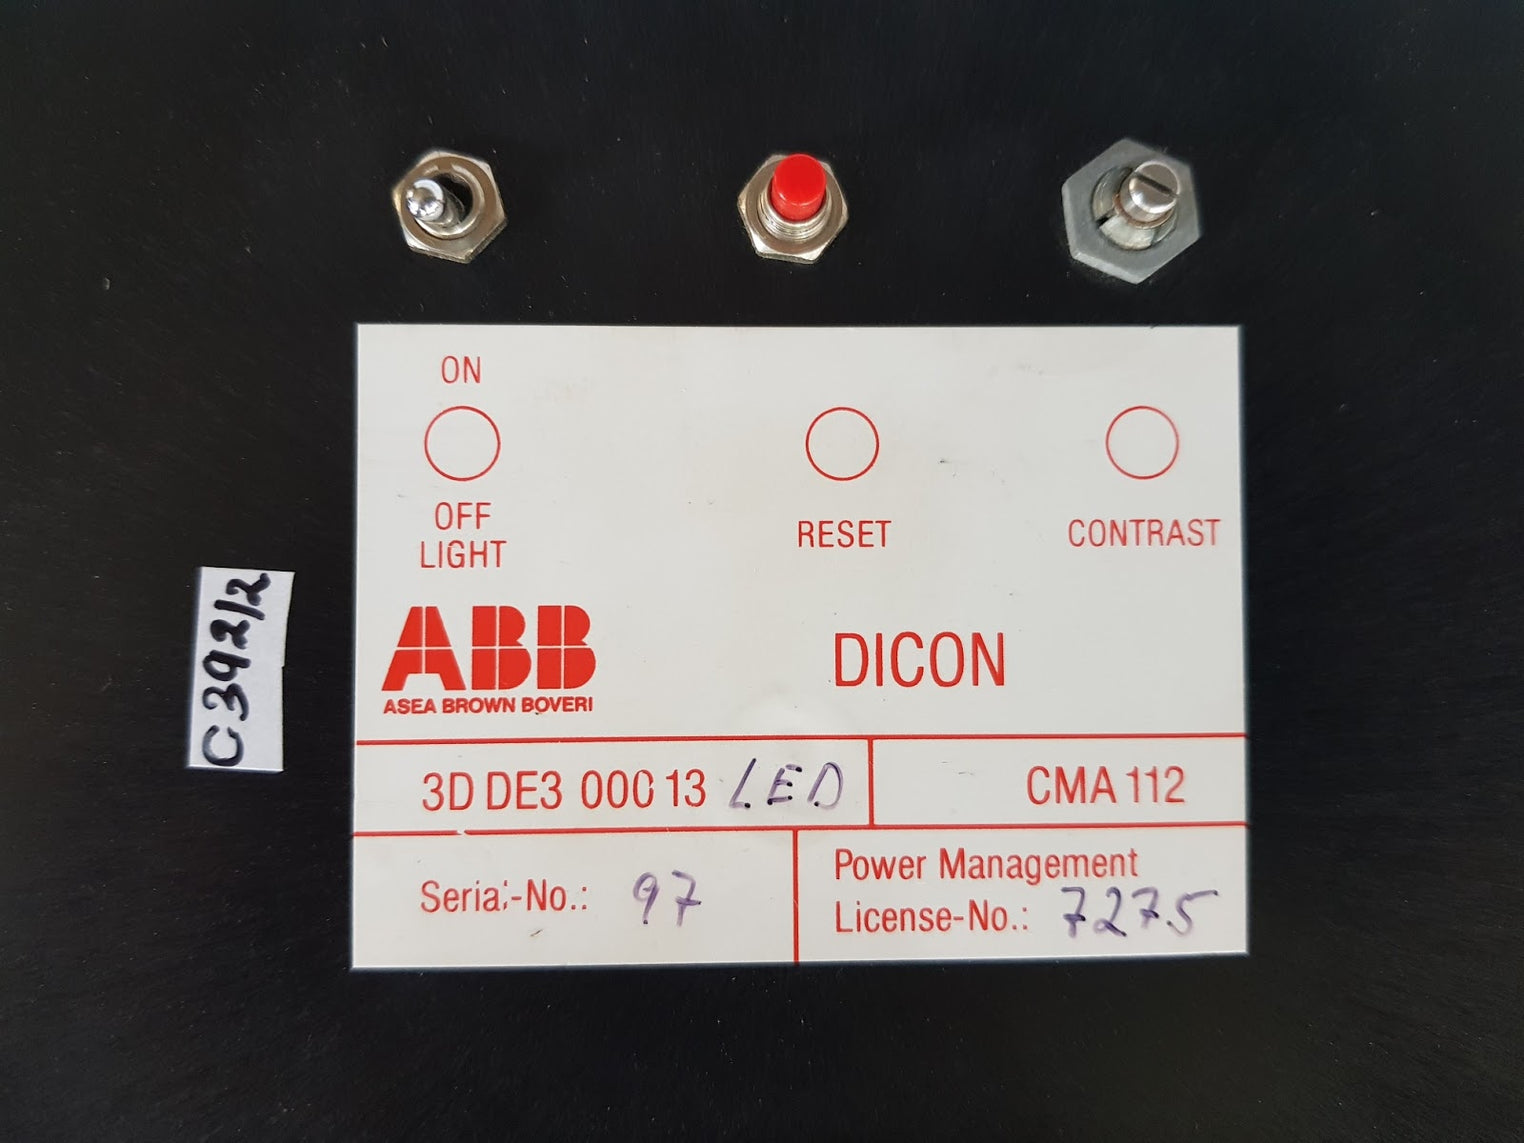 ON
OFF
LIGHT
RESET
CONTRAST
ABB
ASEA BROWN BOVERI
DICON
3D DE3 000 13 LED
CMA 112
Serial-No.: 97
Power Management
License-No.: 7275
C392/2